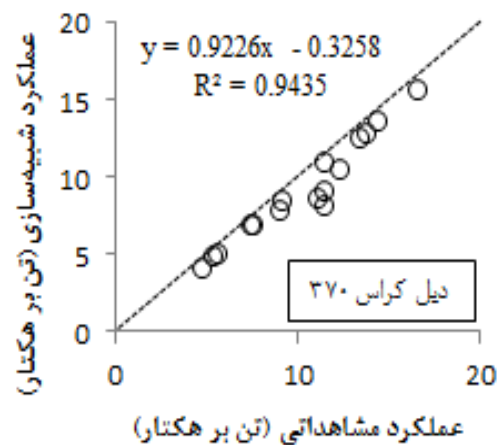 20
y = 0.9226x - 0.3258
R² = 0.9435
15
10
5
0
دیل کراس ۳۷۰
0
10
20
عملکرد شبیه‌سازی (تن بر هکتار)
عملکرد مشاهداتی (تن بر هکتار)